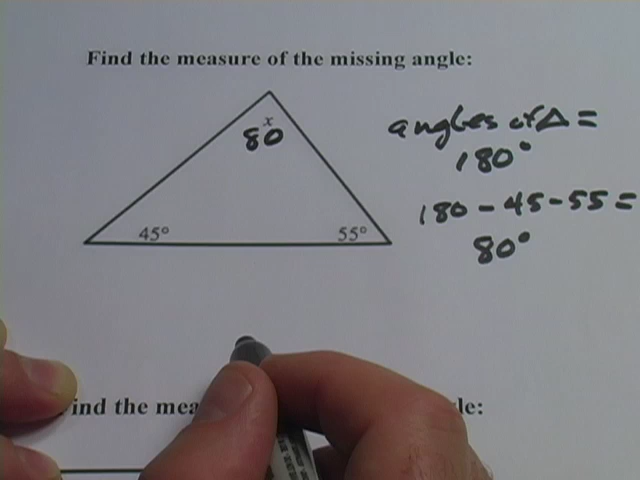 Find the measure of the missing angle:
x
80
45°
55°
angles of Δ =
180°
180 - 45 - 55 =
80°
ind the mea
le: